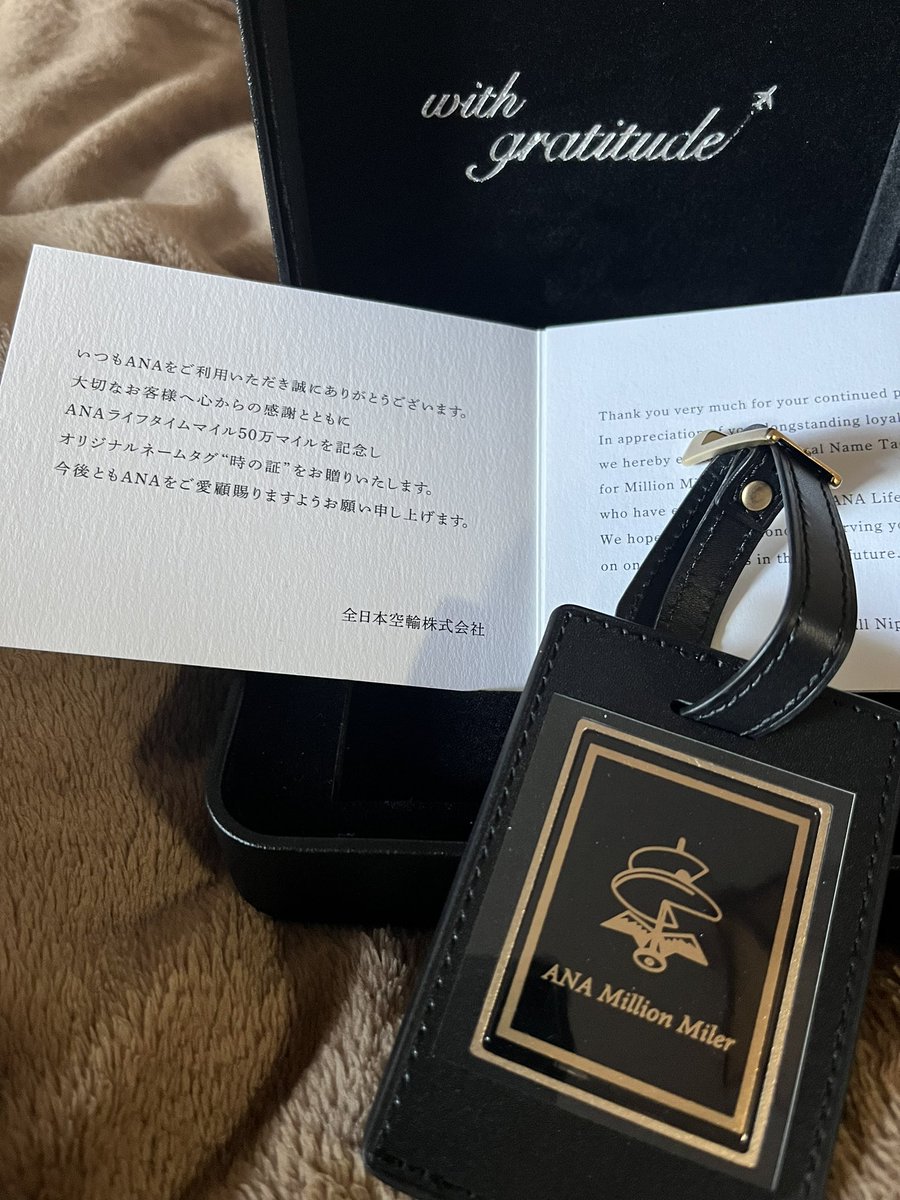 with
gratitude
いつもANAをご利用いただき誠にありがとうございます。
大切なお客様へ心からの感謝とともに
ANAライフタイムマイル50万マイルを記念し
オリジナルネームタグ“時の証”をお贈りいたします。
今後ともANAをご愛顧賜りますようお願い申し上げます。
全日本空輸株式会社
Thank you very much for your continued
In appreciation of longstanding
we hereby Name
for Million ANA
who have
We hope
on in future.
ANA Million Miler